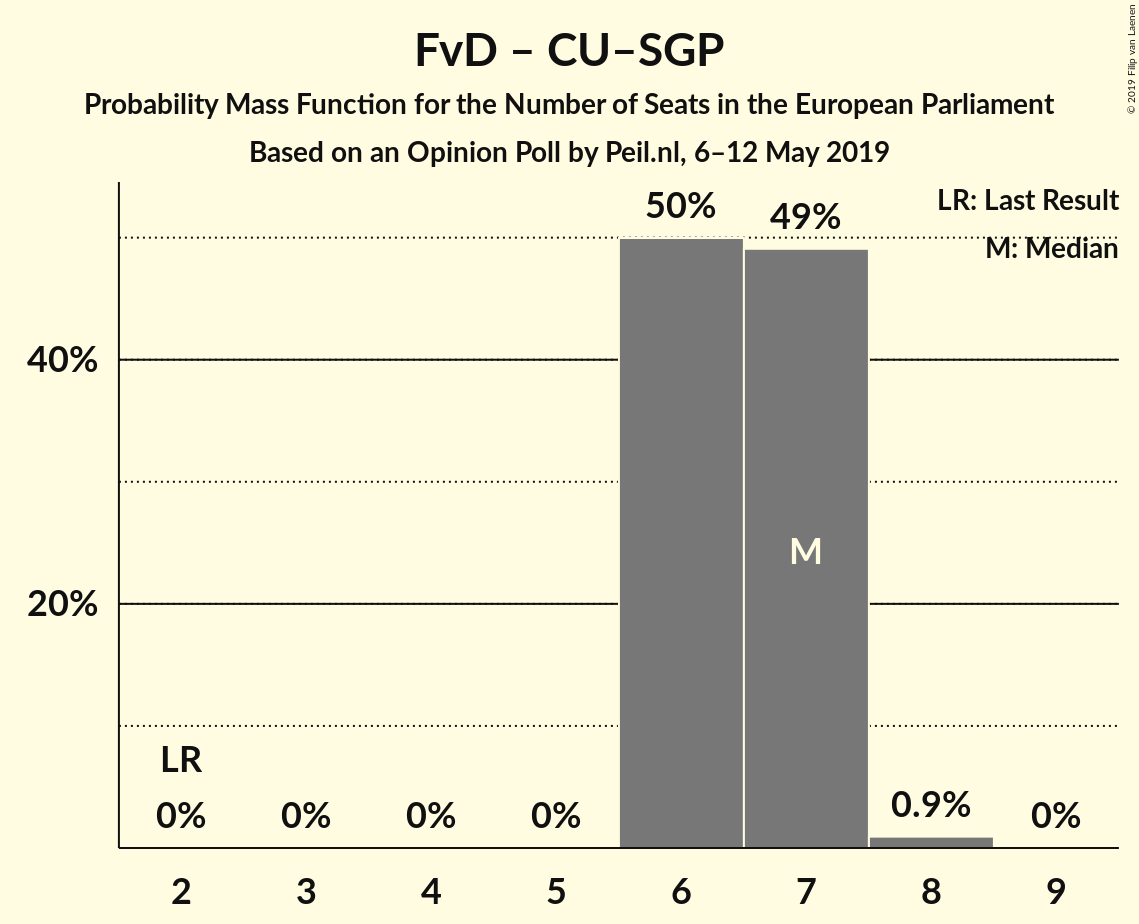 FvD – CU–SGP
Probability Mass Function for the Number of Seats in the European Parliament
Based on an Opinion Poll by Peil.nl, 6–12 May 2019
© 2019 Filip van Laenen
LR: Last Result
M: Median
50%
49%
40%
20%
M
LR
0%
0%
0%
0%
0.9%
0%
2
3
4
5
6
7
8
9